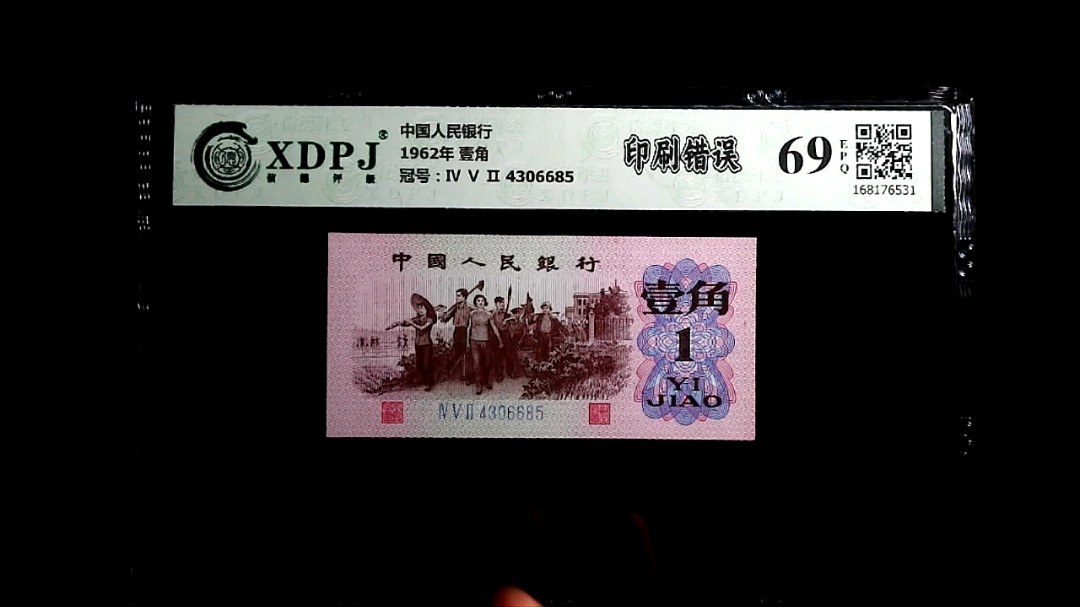 XDPJ®
中国人民银行
1962年 壹角
冠号：Ⅳ Ⅴ Ⅱ 4306685
印刷错误
69
EPQ
168176531
中國人民銀行
壹角
1
YI
JIAO
Ⅳ Ⅴ Ⅱ 4306685